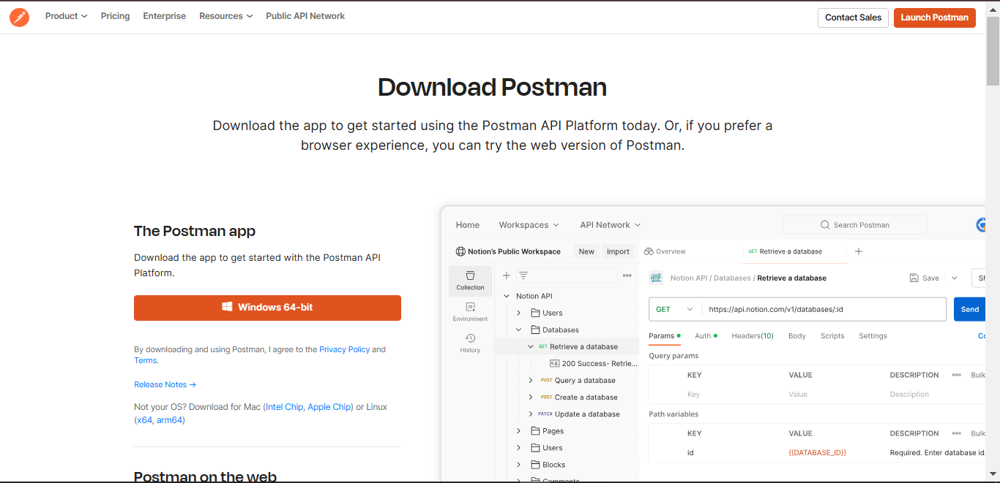 Product Pricing Enterprise Resources Public API Network Contact Sales Launch Postman
Download Postman
Download the app to get started using the Postman API Platform today. Or, if you prefer a
browser experience, you can try the web version of Postman.
The Postman app
Download the app to get started with the Postman API
Platform.
Windows 64-bit
By downloading and using Postman, I agree to the Privacy Policy and
Terms.
Release Notes →
Not your OS? Download for Mac (Intel Chip, Apple Chip) or Linux
(x64, arm64)
Postman on the web
Home Workspaces API Network Search Postman
Notion's Public Workspace New Import
Overview GET Retrieve a database
Collection
Environment
History
Notion API
Users
Databases
GET Retrieve a database
e.g. 200 Success- Retrie...
POST Query a database
POST Create a database
PATCH Update a database
Pages
Users
Blocks
Comments
HTTP Notion API / Databases / Retrieve a database Save Sh
GET https://api.notion.com/v1/databases/:id Send
Params Auth Headers(10) Body Scripts Settings Co
Query params
KEY VALUE DESCRIPTION Bulk
Key Value Description
Path variables
KEY VALUE DESCRIPTION Bulk
id {{DATABASE_ID}} Required. Enter database id.